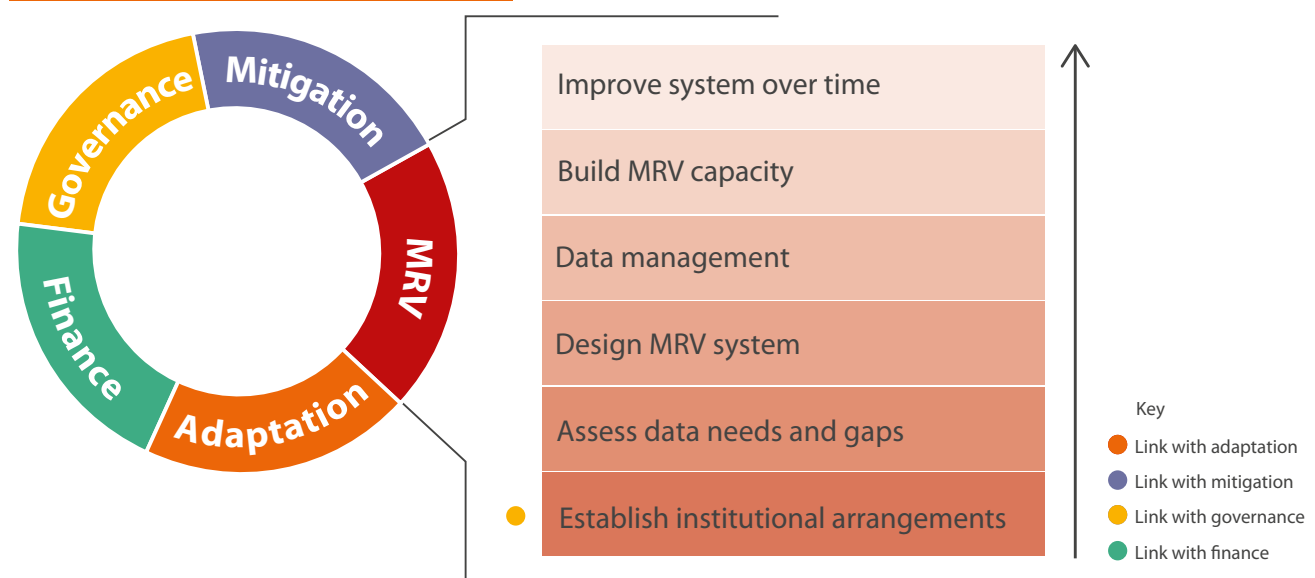 Governance
Mitigation
MRV
Adaptation
Finance
Improve system over time
Build MRV capacity
Data management
Design MRV system
Assess data needs and gaps
Establish institutional arrangements
Key
Link with adaptation
Link with mitigation
Link with governance
Link with finance